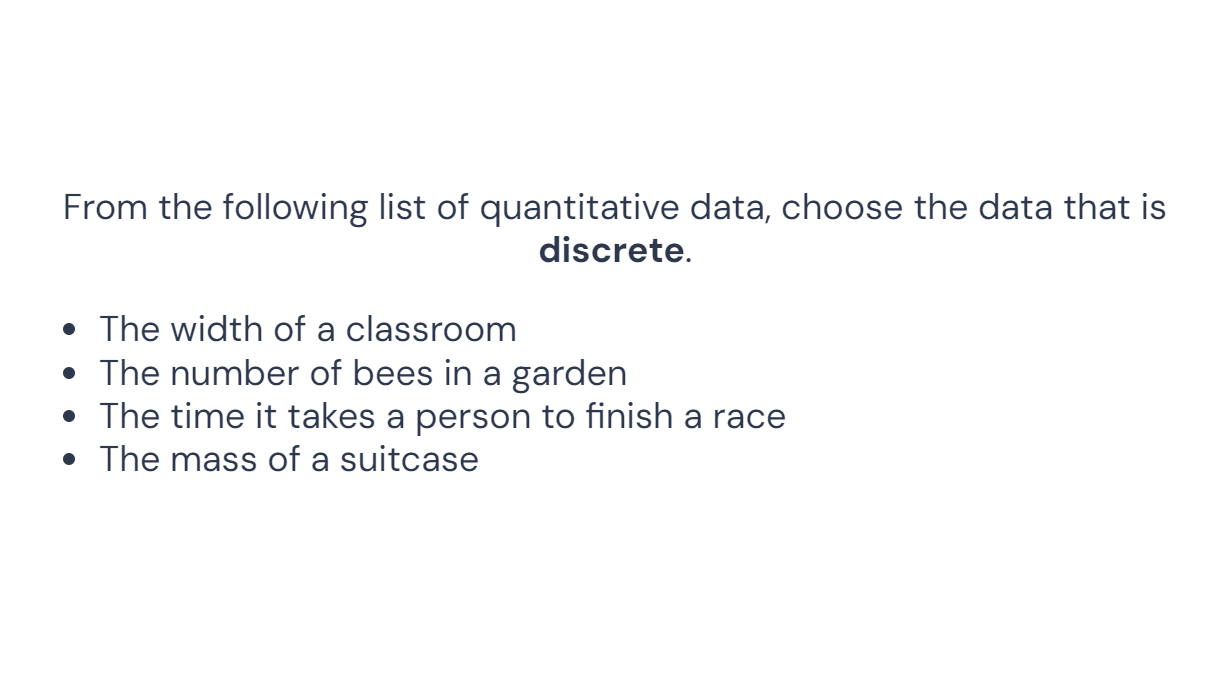 From the following list of quantitative data, choose the data that is
discrete.
• The width of a classroom
• The number of bees in a garden
• The time it takes a person to finish a race
• The mass of a suitcase